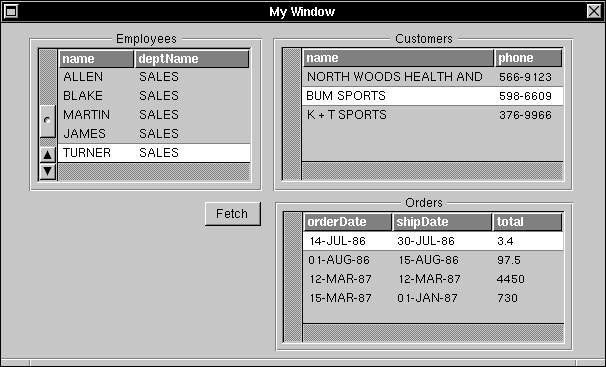 My Window
Employees
name deptName
ALLEN SALES
BLAKE SALES
MARTIN SALES
JAMES SALES
TURNER SALES
Customers
name phone
NORTH WOODS HEALTH AND 566-9123
BUM SPORTS 598-6609
K + T SPORTS 376-9966
Fetch
Orders
orderDate shipDate total
14-JUL-86 30-JUL-86 3.4
01-AUG-86 15-AUG-86 97.5
12-MAR-87 12-MAR-87 4450
15-MAR-87 01-JAN-87 730